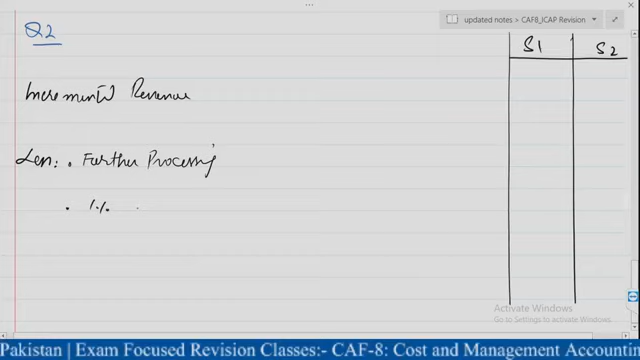 updated notes > CAF8_ICAP Revision
Q2
S1 S2
Incremental Revenue
Less: • Further Processing
• 1%
Activate Windows
Go to Settings to activate Windows.
Pakistan | Exam Focused Revision Classes:- CAF-8: Cost and Management Accountin